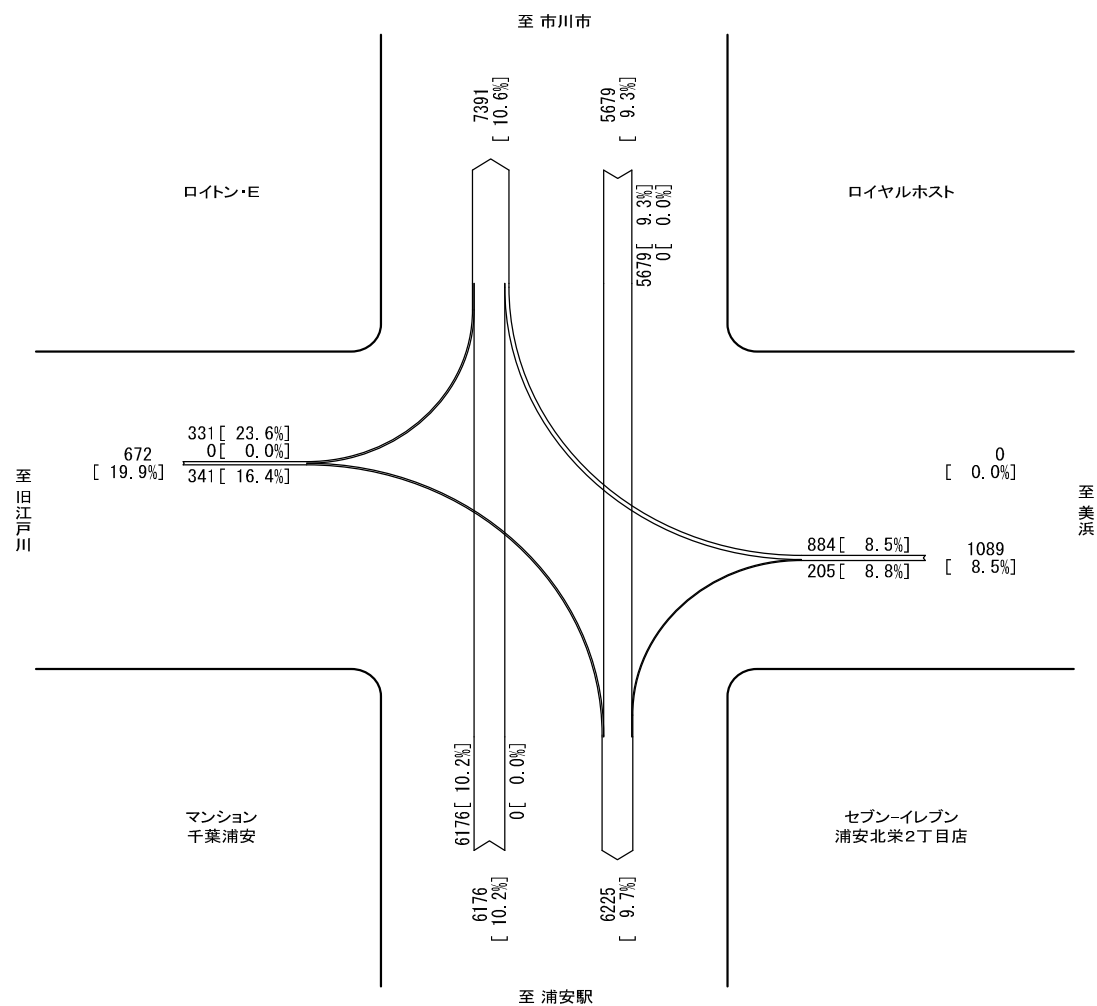 至 市川市
7391
[ 10.6%]
5679
[ 9.3%]
ロイトン・E
ロイヤルホスト
5679[ 9.3%]
0[ 0.0%]
331[ 23.6%]
0[ 0.0%]
341[ 16.4%]
672
[ 19.9%]
至 旧江戸川
0
[ 0.0%]
至 美浜
884[ 8.5%]
205[ 8.8%]
1089
[ 8.5%]
6176[ 10.2%]
0[ 0.0%]
マンション
千葉浦安
セブン-イレブン
浦安北栄2丁目店
6176
[ 10.2%]
6225
[ 9.7%]
至 浦安駅